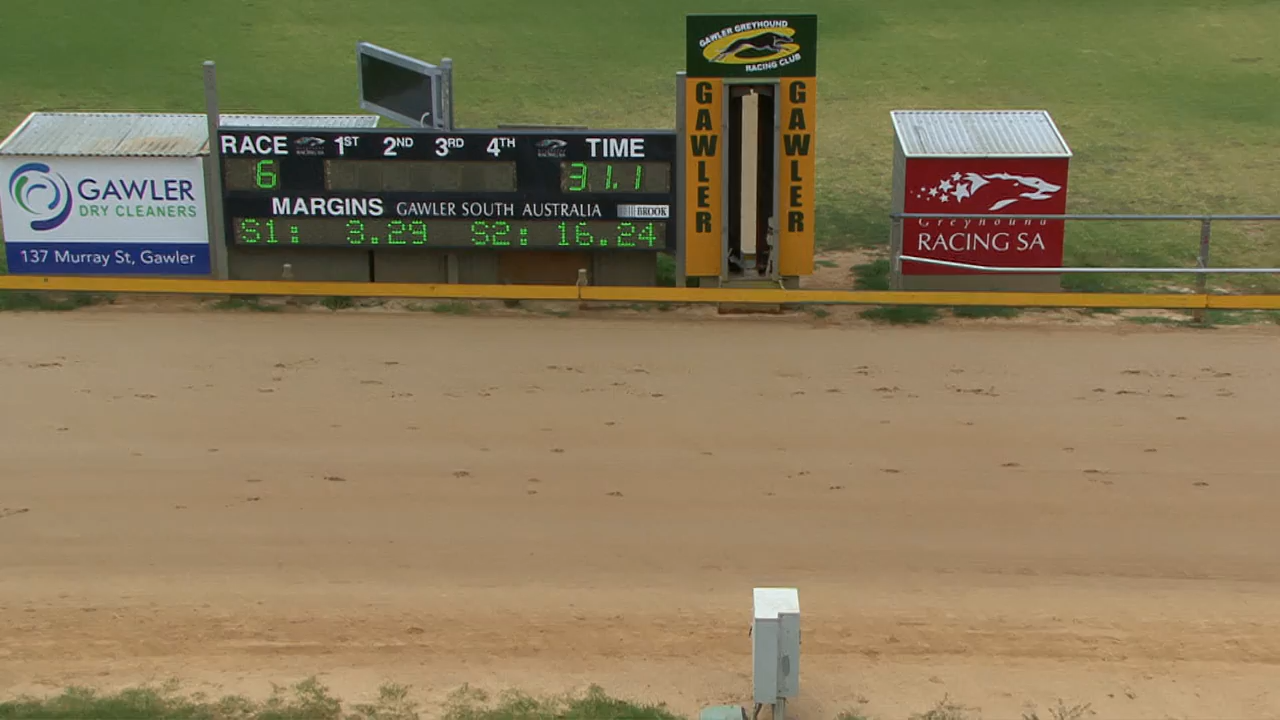 GAWLER GREYHOUND
RACING CLUB
GAWLER
GAWLER
RACE 1ST 2ND 3RD 4TH TIME
6 31.1
MARGINS GAWLER SOUTH AUSTRALIA BROOK
S1: 3.29 S2: 16.24
GAWLER
DRY CLEANERS
137 Murray St, Gawler
Greyhound
RACING SA